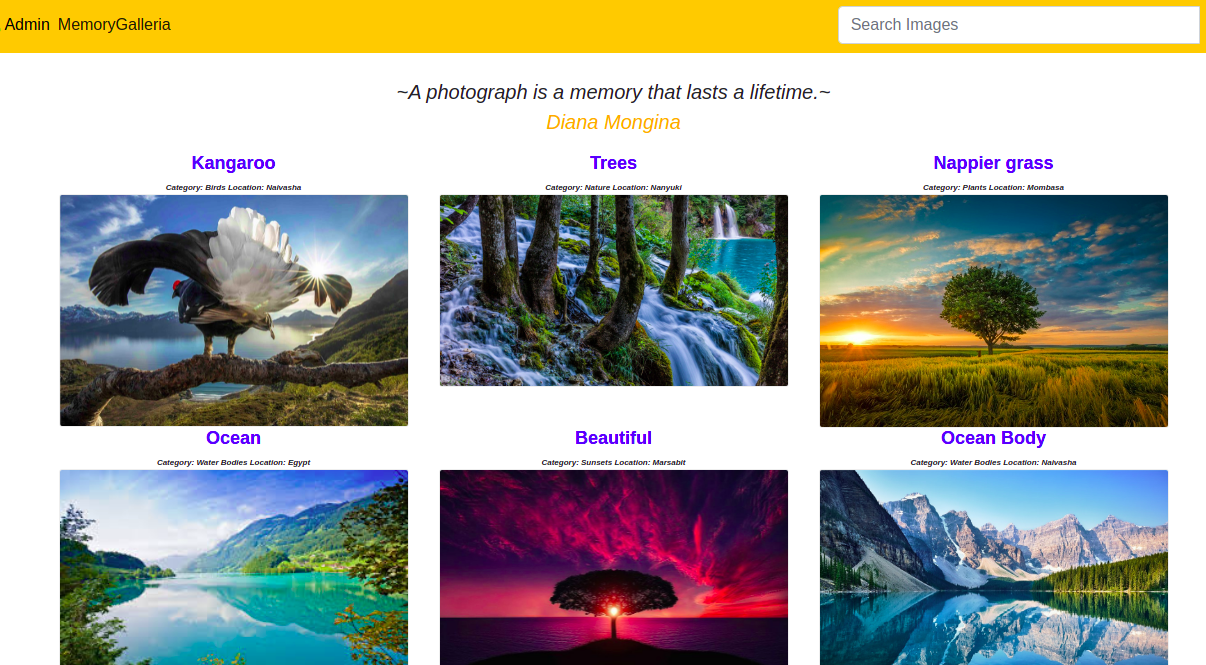 Admin MemoryGalleria Search Images
~A photograph is a memory that lasts a lifetime.~
Diana Mongina
Kangaroo Trees Nappier grass
Category: Birds Location: Naivasha Category: Nature Location: Nanyuki Category: Plants Location: Mombasa
Ocean Beautiful Ocean Body
Category: Water Bodies Location: Egypt Category: Sunsets Location: Marsabit Category: Water Bodies Location: Naivasha